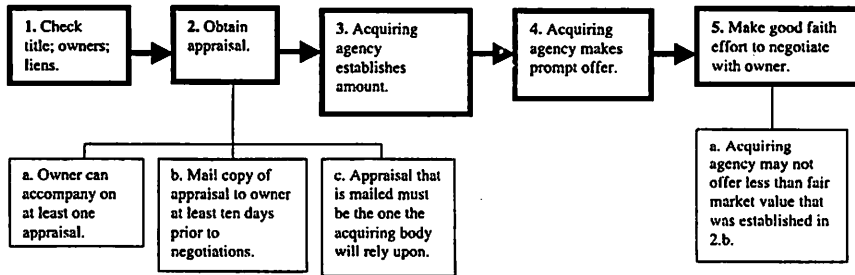 1. Check
title; owners;
liens.
2. Obtain
appraisal.
3. Acquiring
agency
establishes
amount.
4. Acquiring
agency makes
prompt offer.
5. Make good faith
effort to negotiate
with owner.
a. Owner can
accompany on
at least one
appraisal.
b. Mail copy of
appraisal to owner
at least ten days
prior to
negotiations.
c. Appraisal that
is mailed must
be the one the
acquiring body
will rely upon.
a. Acquiring
agency may not
offer less than fair
market value that
was established in
2.b.